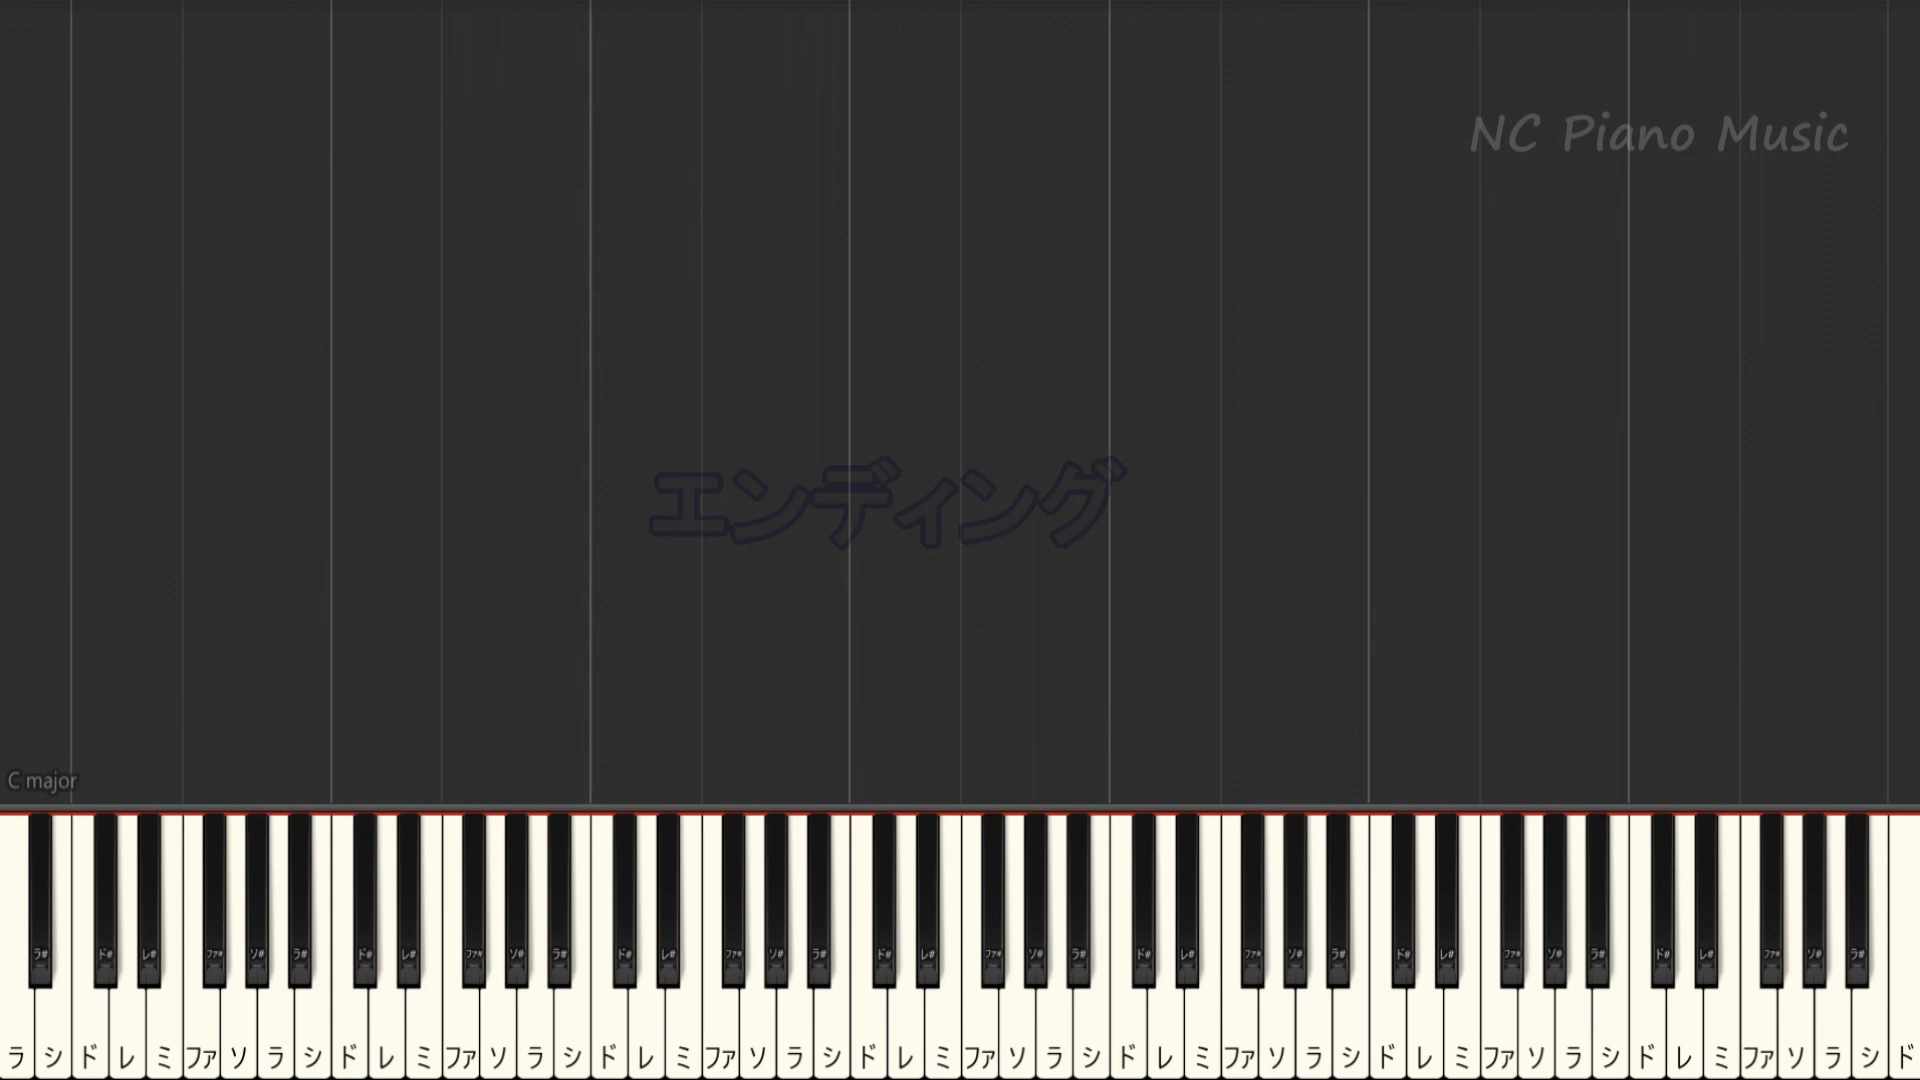 NC Piano Music
エンディング
C major
ラ# ド# レ# ファ# ソ# ラ# ド# レ# ファ# ソ# ラ# ド# レ# ファ# ソ# ラ# ド# レ# ファ# ソ# ラ# ド# レ# ファ# ソ# ラ# ド# レ# ファ# ソ# ラ# ド# レ# ファ# ソ# ラ#
ラ シ ド レ ミ ファ ソ ラ シ ド レ ミ ファ ソ ラ シ ド レ ミ ファ ソ ラ シ ド レ ミ ファ ソ ラ シ ド レ ミ ファ ソ ラ シ ド レ ミ ファ ソ ラ シ ド レ ミ ファ ソ ラ シ ド